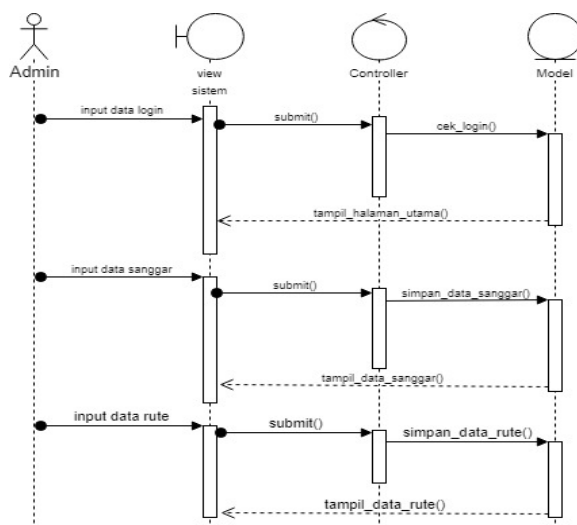 Admin
view
sistem
Controller
Model
input data login
submit()
cek_login()
tampil_halaman_utama()
input data sanggar
submit()
simpan_data_sanggar()
tampil_data_sanggar()
input data rute
submit()
simpan_data_rute()
tampil_data_rute()